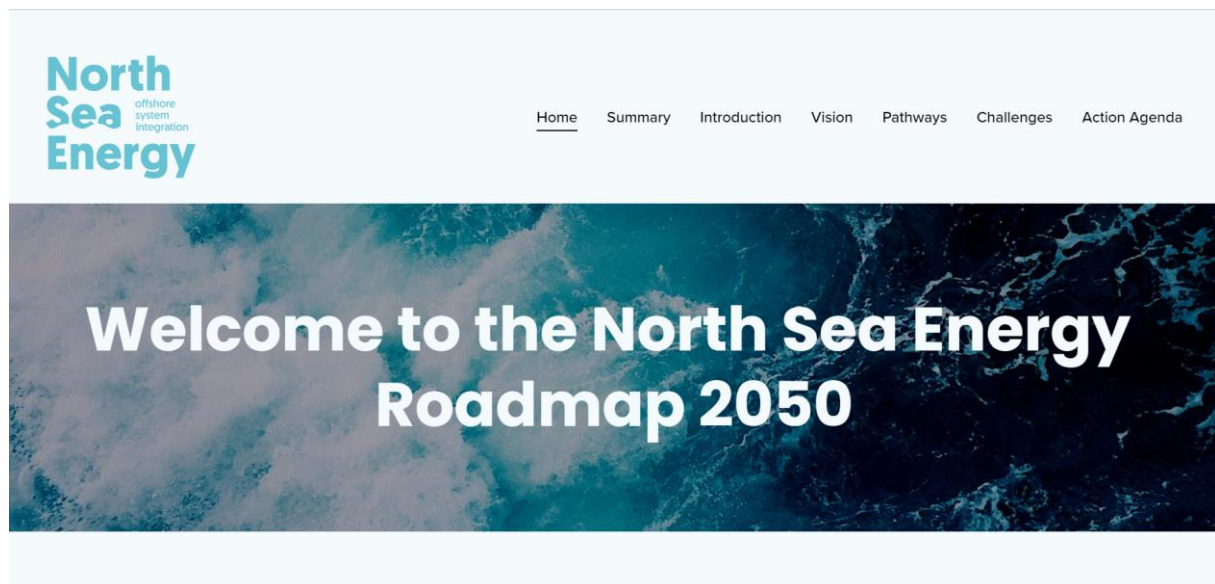 North
Sea
offshore
system
integration
Energy
Home Summary Introduction Vision Pathways Challenges Action Agenda
Welcome to the North Sea Energy
Roadmap 2050